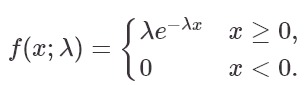 f(x; λ) = { λe^{−λx} x ≥ 0,
0 x < 0.